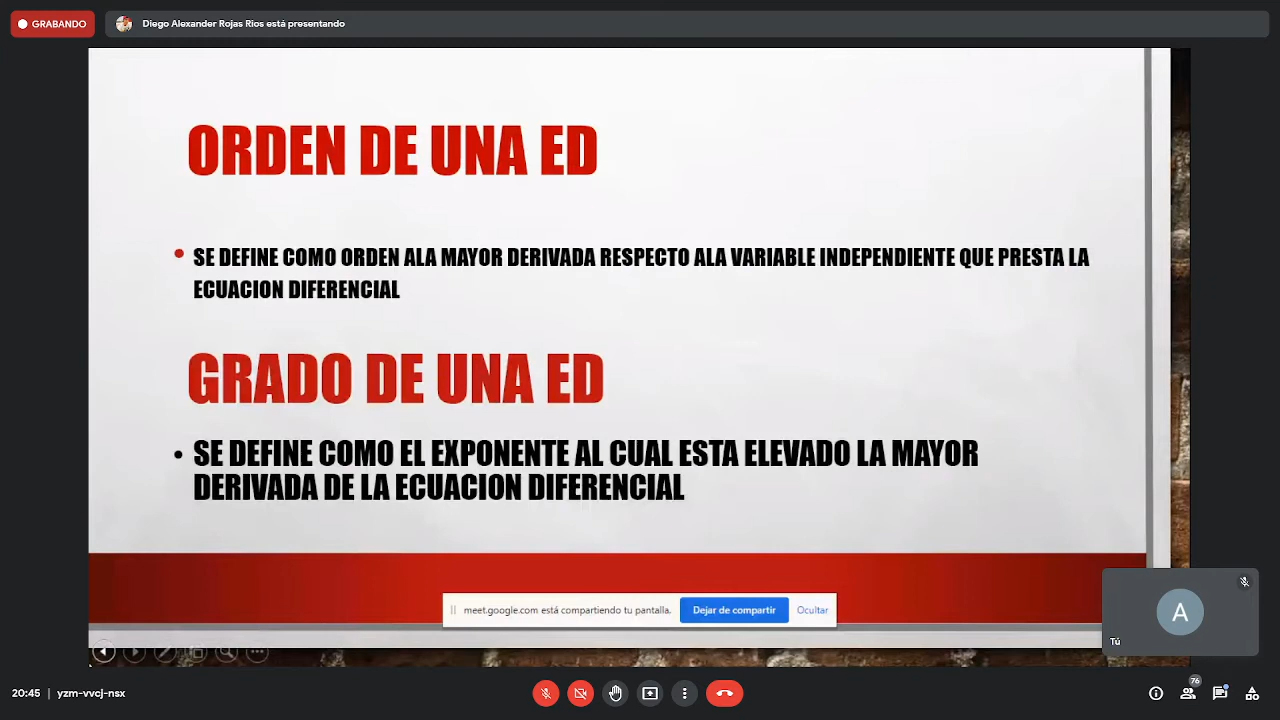 GRABANDO
Diego Alexander Rojas Rios está presentando
ORDEN DE UNA ED
• SE DEFINE COMO ORDEN ALA MAYOR DERIVADA RESPECTO ALA VARIABLE INDEPENDIENTE QUE PRESTA LA
ECUACION DIFERENCIAL
GRADO DE UNA ED
• SE DEFINE COMO EL EXPONENTE AL CUAL ESTA ELEVADO LA MAYOR
DERIVADA DE LA ECUACION DIFERENCIAL
meet.google.com está compartiendo tu pantalla.
Dejar de compartir
Ocultar
A
Tú
20:45 | yzm-vvcj-nsx
76